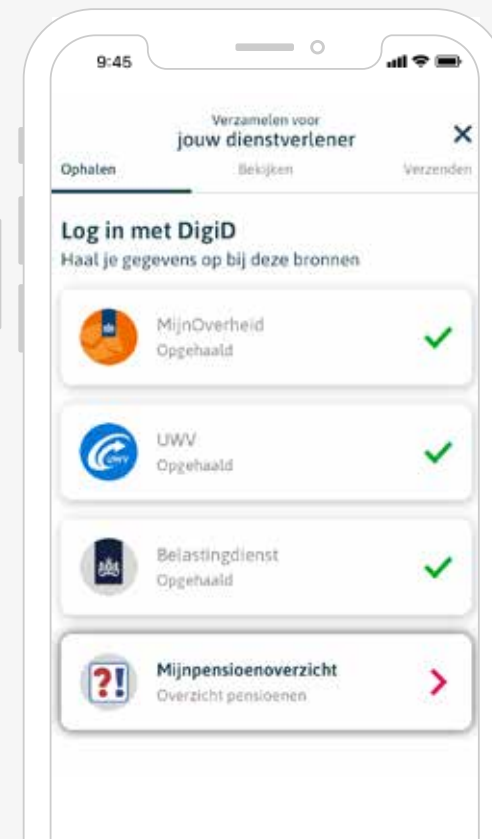 9:45
Verzamelen voor
jouw dienstverlener
Ophalen Bekijken Verzenden
Log in met DigiD
Haal je gegevens op bij deze bronnen
MijnOverheid
Opgehaald
UWV
UWV
Opgehaald
Belastingdienst
Opgehaald
?!
Mijnpensioenoverzicht
Overzicht pensioenen